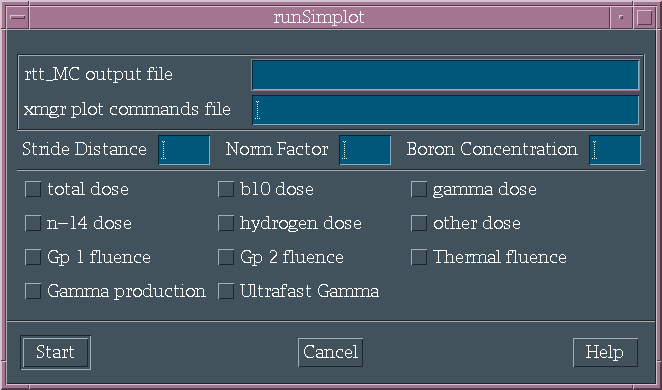 runSimplot
rtt_MC output file
xmgr plot commands file
Stride Distance Norm Factor Boron Concentration
total dose b10 dose gamma dose
n-14 dose hydrogen dose other dose
Gp 1 fluence Gp 2 fluence Thermal fluence
Gamma production Ultrafast Gamma
Start Cancel Help